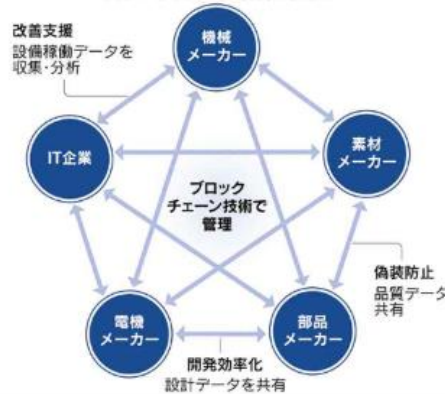 改善支援
設備稼働データを
収集・分析
機械
メーカー
IT企業
素材
メーカー
ブロック
チェーン技術で
管理
偽装防止
品質データ
共有
電機
メーカー
部品
メーカー
開発効率化
設計データを共有